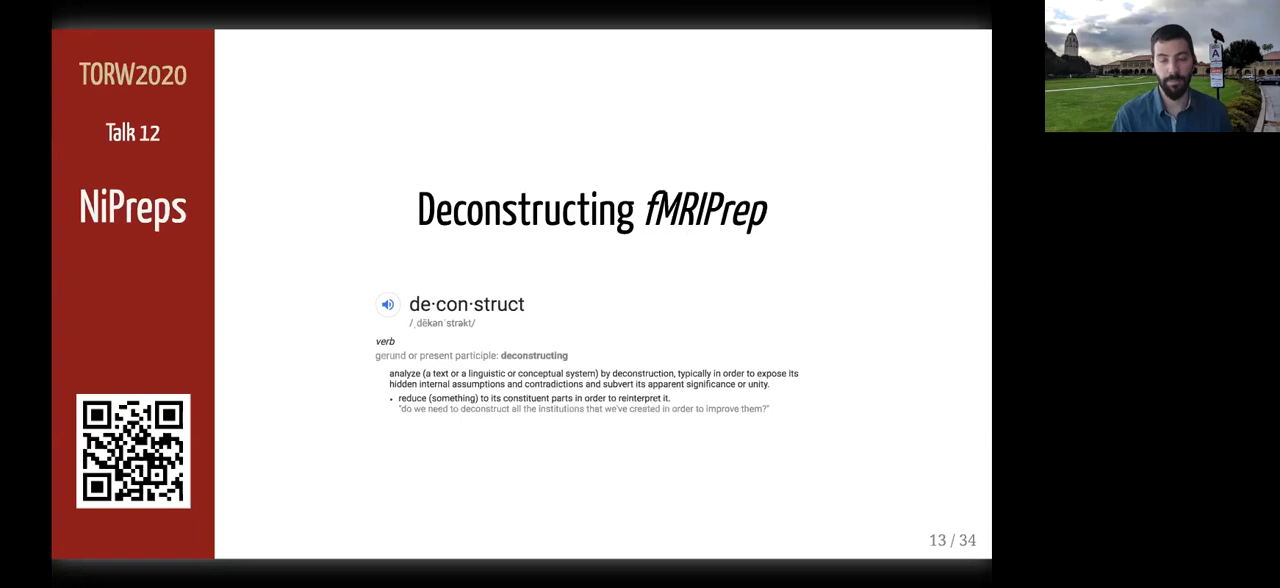 TORW2020
Talk 12
NiPreps
Deconstructing fMRIPrep
de·con·struct
/ˌdēkənˈstrəkt/
verb
gerund or present participle: deconstructing
analyze (a text or a linguistic or conceptual system) by deconstruction, typically in order to expose its
hidden internal assumptions and contradictions and subvert its apparent significance or unity.
• reduce (something) to its constituent parts in order to reinterpret it.
"do we need to deconstruct all the institutions that we've created in order to improve them?"
13 / 34
A